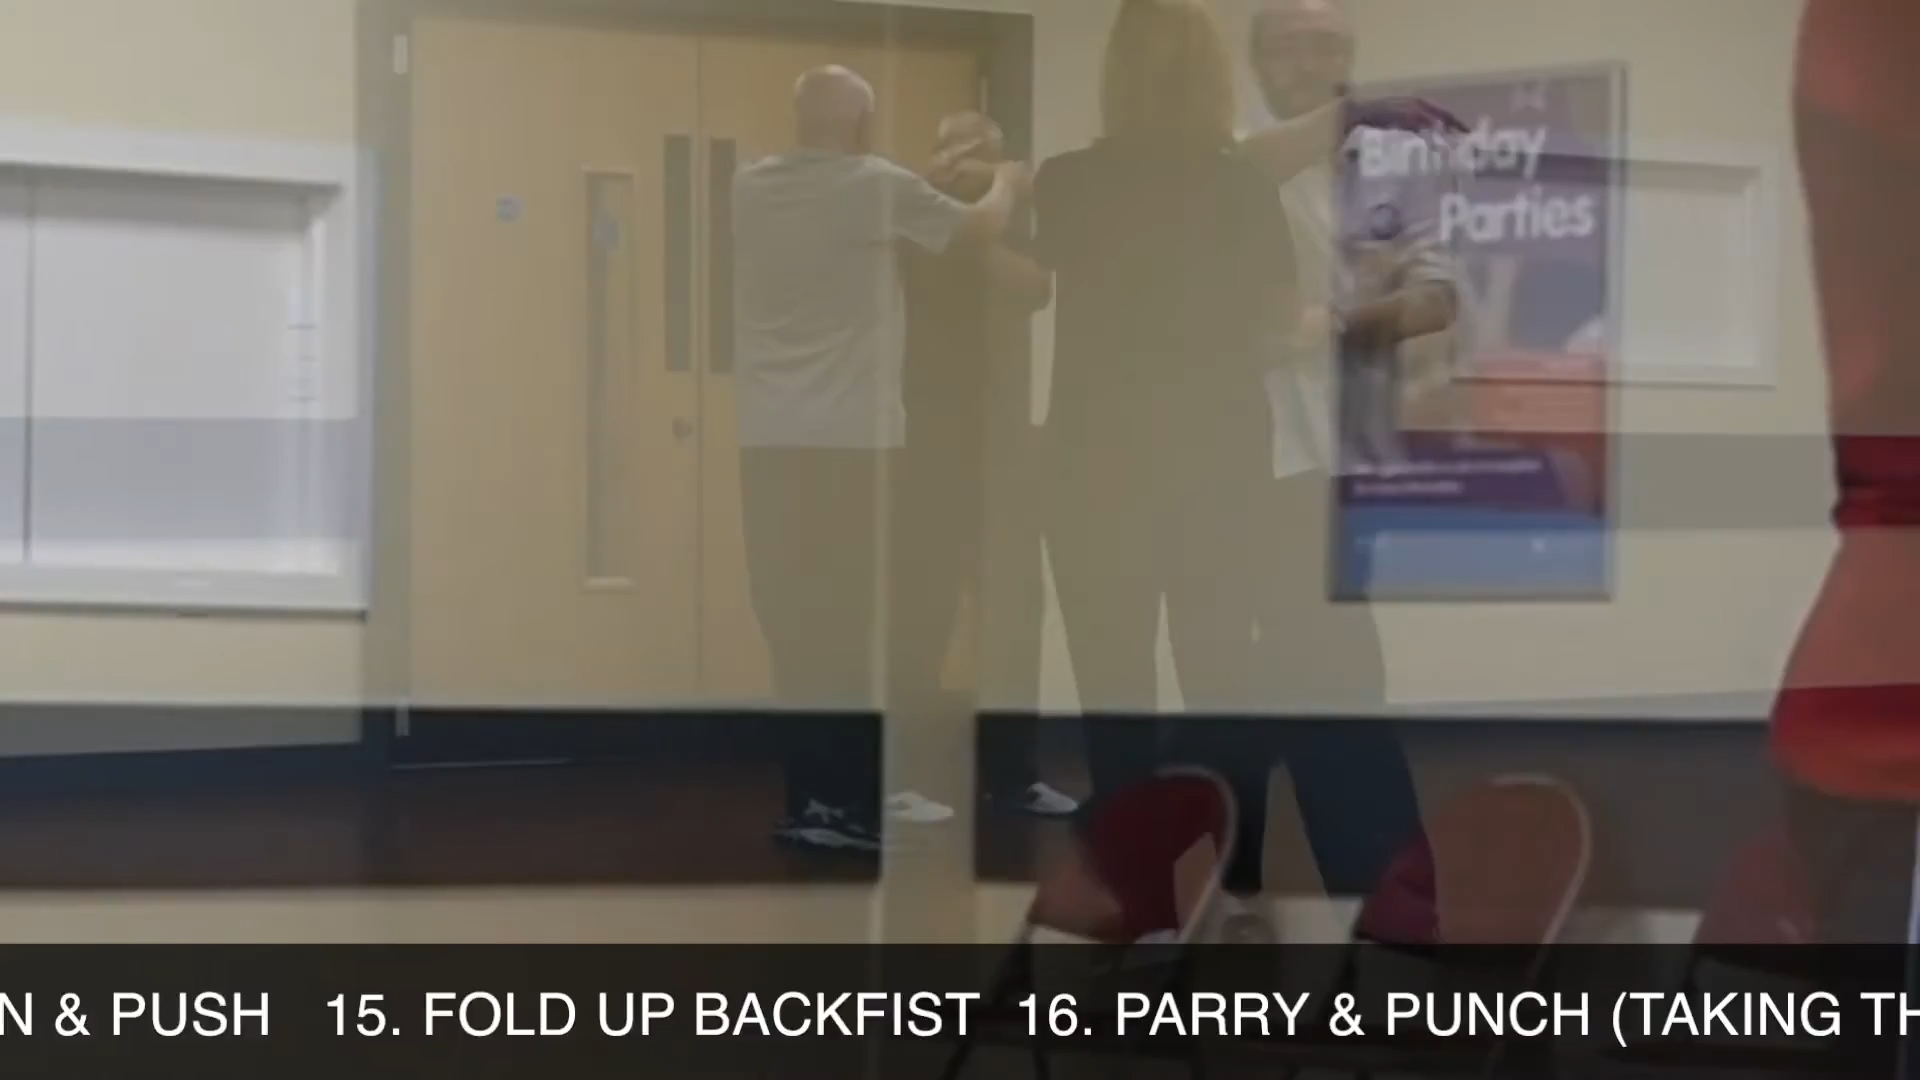 Birthday
Parties
N & PUSH 15. FOLD UP BACKFIST 16. PARRY & PUNCH (TAKING TH